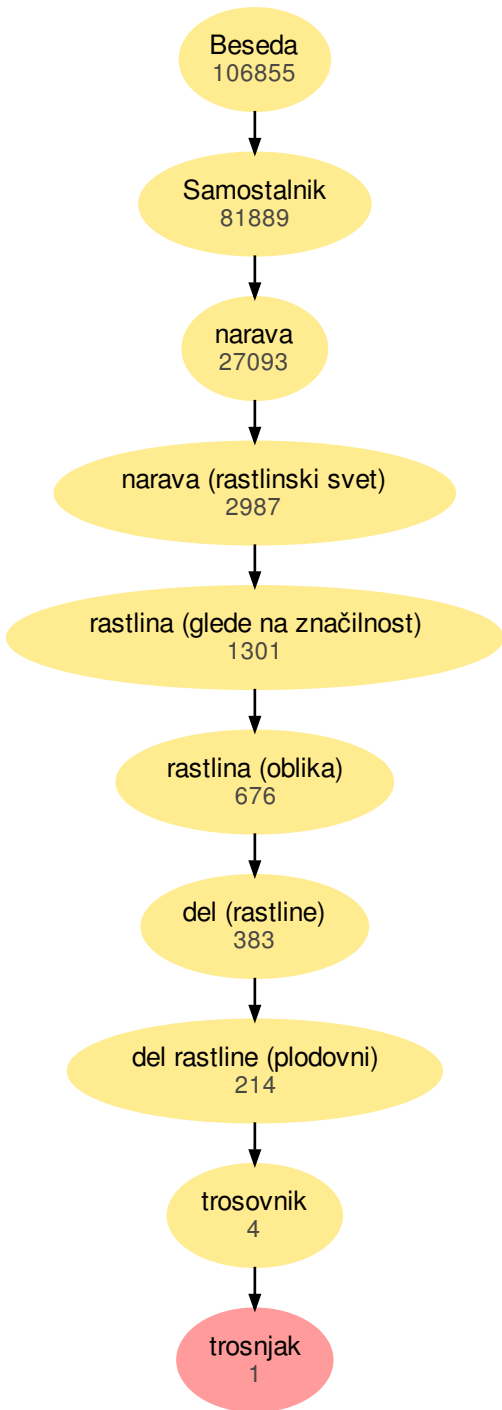 Beseda
106855
Samostalnik
81889
narava
27093
narava (rastlinski svet)
2987
rastlina (glede na značilnost)
1301
rastlina (oblika)
676
del (rastline)
383
del rastline (plodovni)
214
trosovnik
4
trosnjak
1